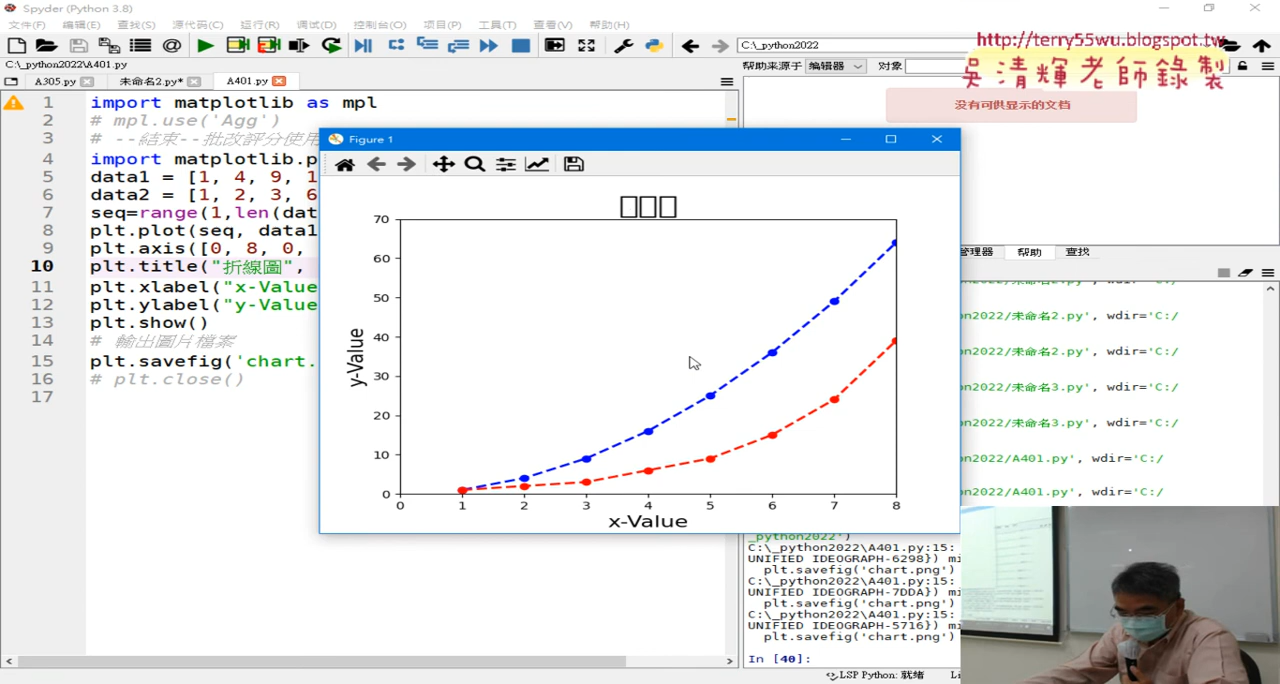 Spyder (Python 3.8)
文件(F) 编辑(E) 查找(S) 源代码(C) 运行(R) 调试(D) 控制台(O) 项目(P) 工具(T) 查看(V) 帮助(H)
C:\_python2022
http://terry55wu.blogspot.tw
吳清輝老師錄製
C:\_python2022\A401.py
帮助来源于 编辑器 对象
A305.py 未命名2.py* A401.py
没有可供显示的文档
1 import matplotlib as mpl
2 # mpl.use('Agg')
3 # --結束--批改評分使用
4 import matplotlib.p
5 data1 = [1, 4, 9, 1
6 data2 = [1, 2, 3, 6
7 seq=range(1,len(dat
8 plt.plot(seq, data1
9 plt.axis([0, 8, 0,
10 plt.title("折線圖",
11 plt.xlabel("x-Value
12 plt.ylabel("y-Value
13 plt.show()
14 # 輸出圖片檔案
15 plt.savefig('chart.
16 # plt.close()
17
Figure 1
70
60
50
40
30
20
10
0
y-Value
0 1 2 3 4 5 6 7 8
x-Value
管理器 帮助 查找
n2022/未命名2.py', wdir='C:/
on2022/未命名2.py', wdir='C:/
on2022/未命名3.py', wdir='C:/
on2022/未命名3.py', wdir='C:/
on2022/A401.py', wdir='C:/
on2022/A401.py', wdir='C:/
_python2022')
C:\_python2022\A401.py:15:
UNIFIED IDEOGRAPH-6298}) mi
plt.savefig('chart.png')
C:\_python2022\A401.py:15:
UNIFIED IDEOGRAPH-7DDA}) mi
plt.savefig('chart.png')
C:\_python2022\A401.py:15:
UNIFIED IDEOGRAPH-5716}) mi
plt.savefig('chart.png')
In [40]:
LSP Python: 就绪 Li